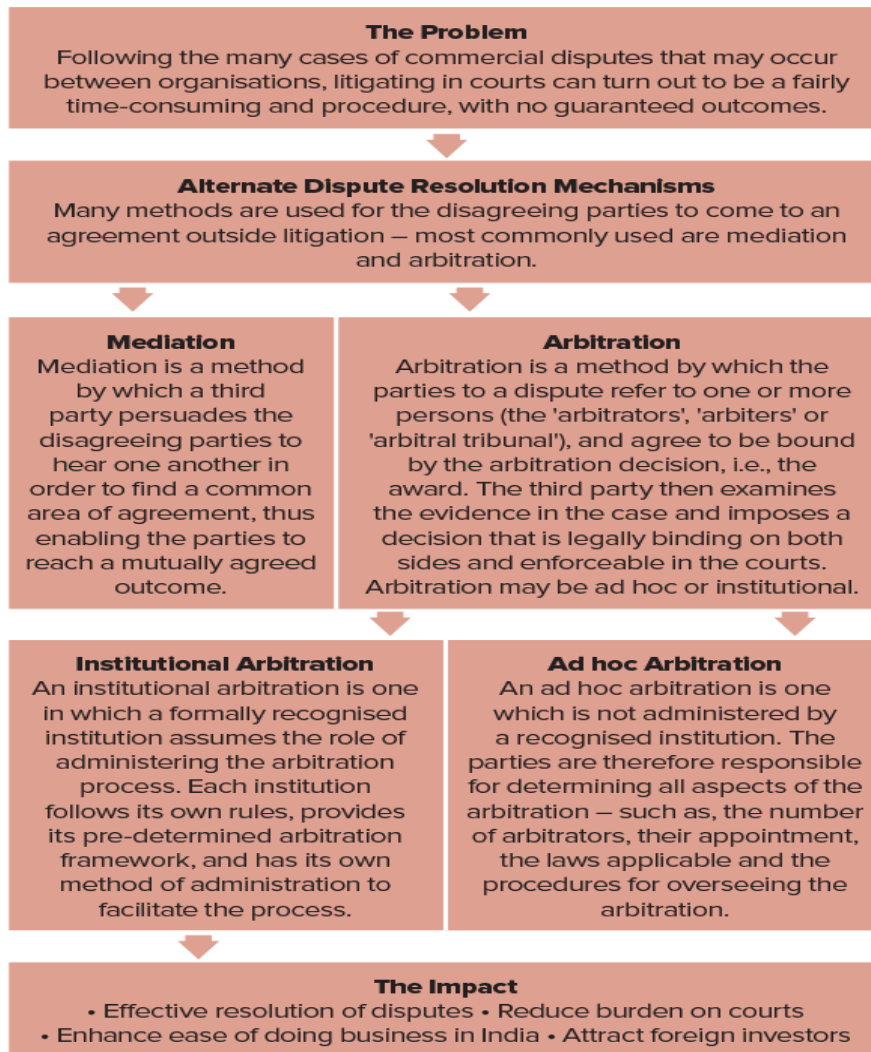 The Problem
Following the many cases of commercial disputes that may occur
between organisations, litigating in courts can turn out to be a fairly
time-consuming and procedure, with no guaranteed outcomes.
Alternate Dispute Resolution Mechanisms
Many methods are used for the disagreeing parties to come to an
agreement outside litigation – most commonly used are mediation
and arbitration.
Mediation
Mediation is a method
by which a third
party persuades the
disagreeing parties to
hear one another in
order to find a common
area of agreement, thus
enabling the parties to
reach a mutually agreed
outcome.
Arbitration
Arbitration is a method by which the
parties to a dispute refer to one or more
persons (the 'arbitrators', 'arbiters' or
'arbitral tribunal'), and agree to be bound
by the arbitration decision, i.e., the
award. The third party then examines
the evidence in the case and imposes a
decision that is legally binding on both
sides and enforceable in the courts.
Arbitration may be ad hoc or institutional.
Institutional Arbitration
An institutional arbitration is one
in which a formally recognised
institution assumes the role of
administering the arbitration
process. Each institution
follows its own rules, provides
its pre-determined arbitration
framework, and has its own
method of administration to
facilitate the process.
Ad hoc Arbitration
An ad hoc arbitration is one
which is not administered by
a recognised institution. The
parties are therefore responsible
for determining all aspects of the
arbitration – such as, the number
of arbitrators, their appointment,
the laws applicable and the
procedures for overseeing the
arbitration.
The Impact
• Effective resolution of disputes • Reduce burden on courts
• Enhance ease of doing business in India • Attract foreign investors